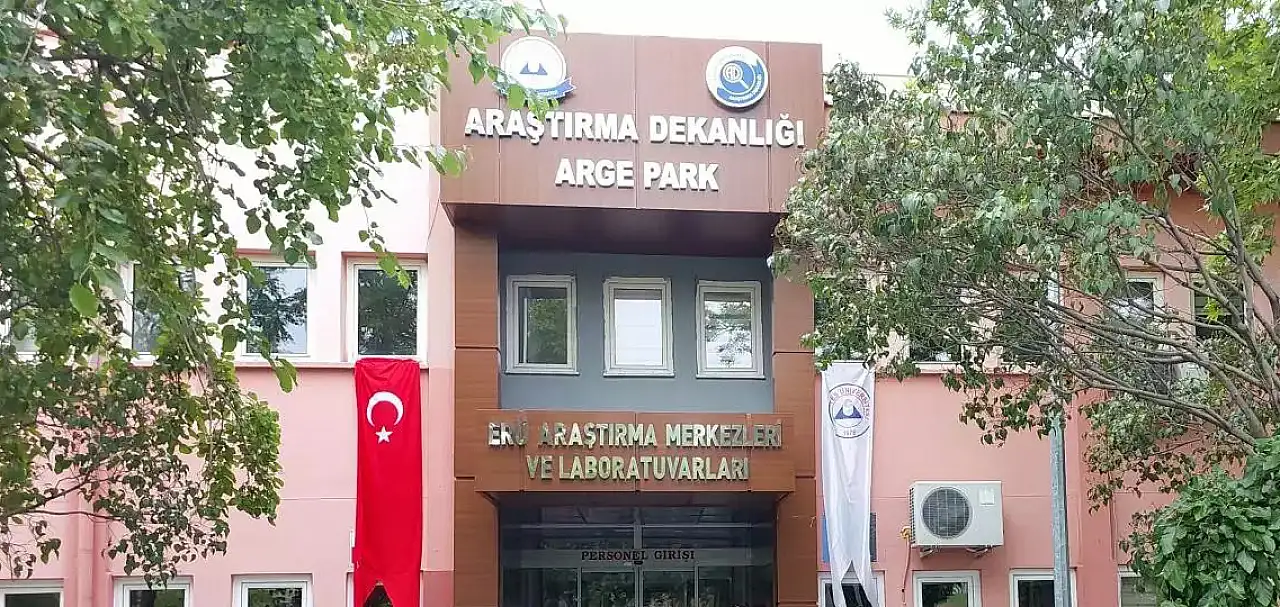 ARAŞTIRMA DEKANLIĞI
ARGE PARK
ERÜ ARAŞTIRMA MERKEZLERİ
VE LABORATUVARLARI
PERSONEL GİRİŞİ